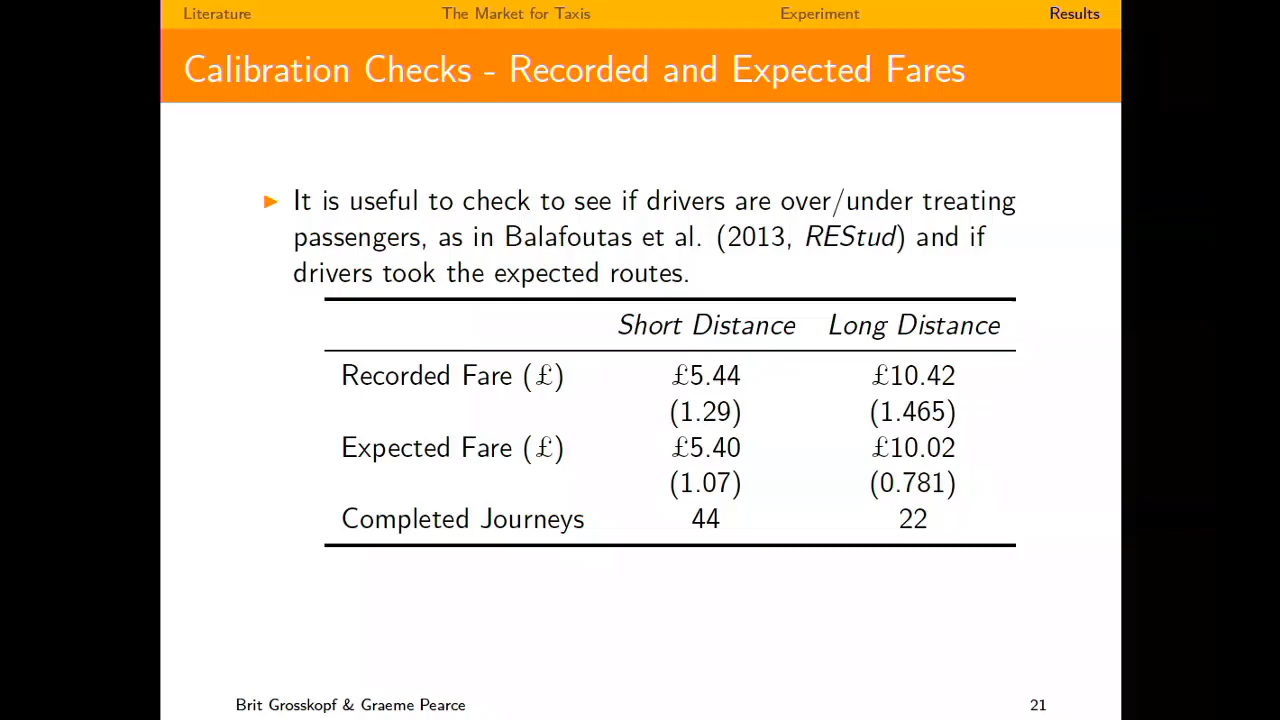 Literature The Market for Taxis Experiment Results
Calibration Checks - Recorded and Expected Fares
It is useful to check to see if drivers are over/under treating
passengers, as in Balafoutas et al. (2013, REStud) and if
drivers took the expected routes.
Short Distance Long Distance
Recorded Fare (£) £5.44 £10.42
(1.29) (1.465)
Expected Fare (£) £5.40 £10.02
(1.07) (0.781)
Completed Journeys 44 22
Brit Grosskopf & Graeme Pearce 21